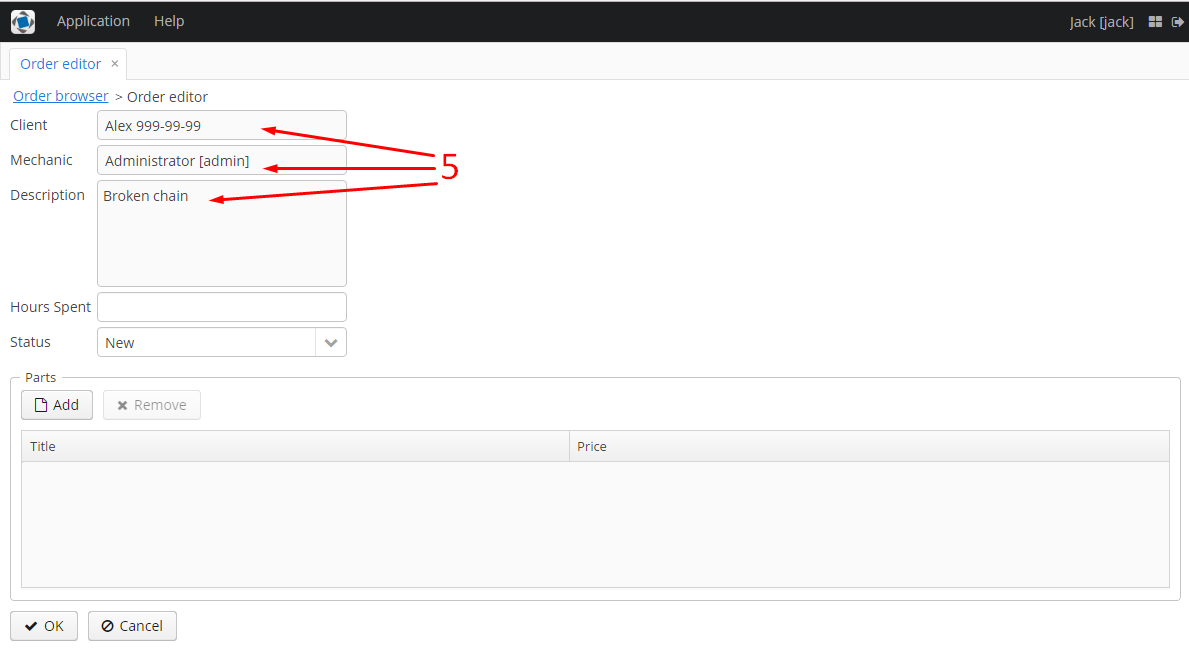 Application Help Jack [jack]
Order editor ×
Order browser > Order editor
Client Alex 999-99-99
Mechanic Administrator [admin]
5
Description Broken chain
Hours Spent
Status New
Parts
Add Remove
Title Price
OK Cancel